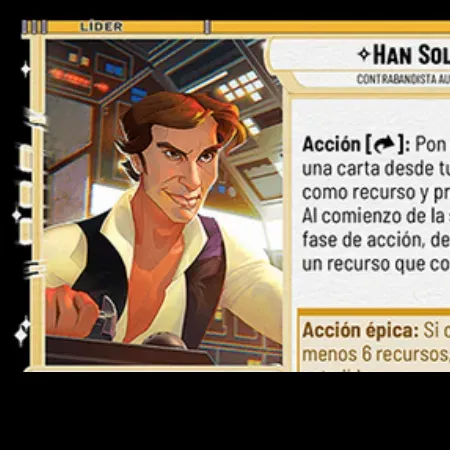 LÍDER
HAN SOL
CONTRABANDISTA AU
Acción [ ]: Pon
una carta desde tu
como recurso y pr
Al comienzo de la s
fase de acción, de
un recurso que co
Acción épica: Si c
menos 6 recursos,